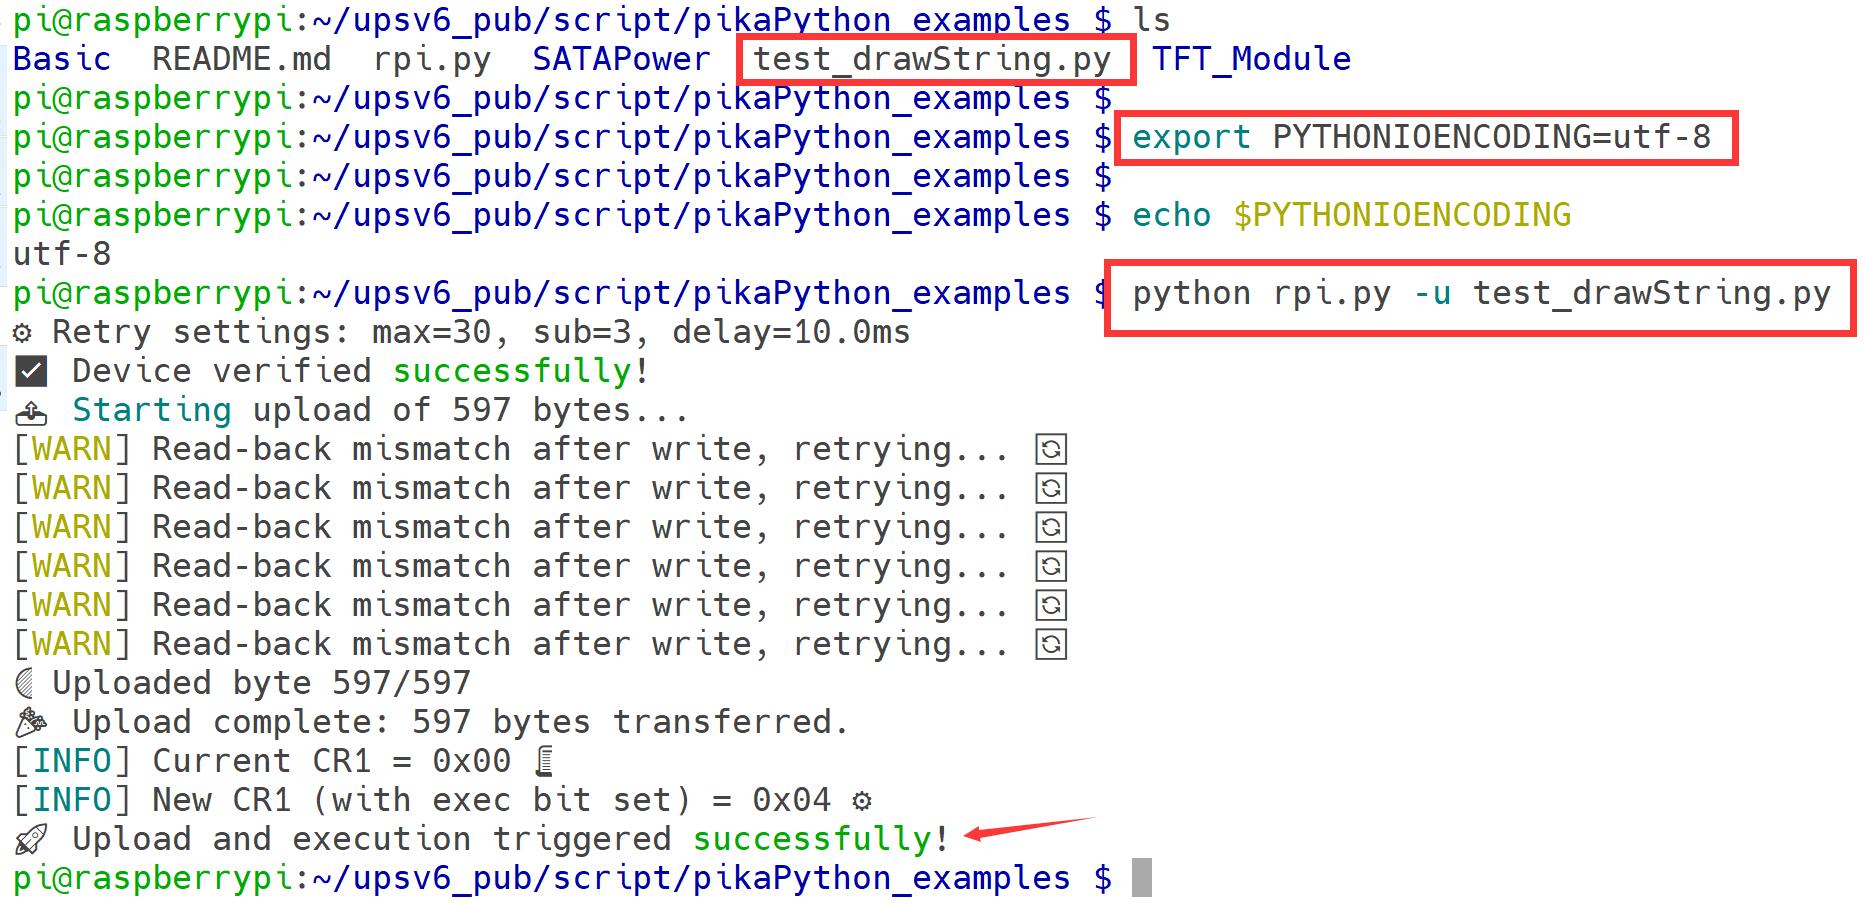 pi@raspberrypi:~/upsv6_pub/script/pikaPython_examples $ ls
Basic  README.md  rpi.py  SATAPower  test_drawString.py  TFT_Module
pi@raspberrypi:~/upsv6_pub/script/pikaPython_examples $
pi@raspberrypi:~/upsv6_pub/script/pikaPython_examples $ export PYTHONIOENCODING=utf-8
pi@raspberrypi:~/upsv6_pub/script/pikaPython_examples $
pi@raspberrypi:~/upsv6_pub/script/pikaPython_examples $ echo $PYTHONIOENCODING
utf-8
pi@raspberrypi:~/upsv6_pub/script/pikaPython_examples $ python rpi.py -u test_drawString.py
⚙ Retry settings: max=30, sub=3, delay=10.0ms
✅ Device verified successfully!
📤 Starting upload of 597 bytes...
[WARN] Read-back mismatch after write, retrying... 🔄
[WARN] Read-back mismatch after write, retrying... 🔄
[WARN] Read-back mismatch after write, retrying... 🔄
[WARN] Read-back mismatch after write, retrying... 🔄
[WARN] Read-back mismatch after write, retrying... 🔄
[WARN] Read-back mismatch after write, retrying... 🔄
Uploaded byte 597/597
🎉 Upload complete: 597 bytes transferred.
[INFO] Current CR1 = 0x00 📜
[INFO] New CR1 (with exec bit set) = 0x04 ⚙
🚀 Upload and execution triggered successfully!
pi@raspberrypi:~/upsv6_pub/script/pikaPython_examples $